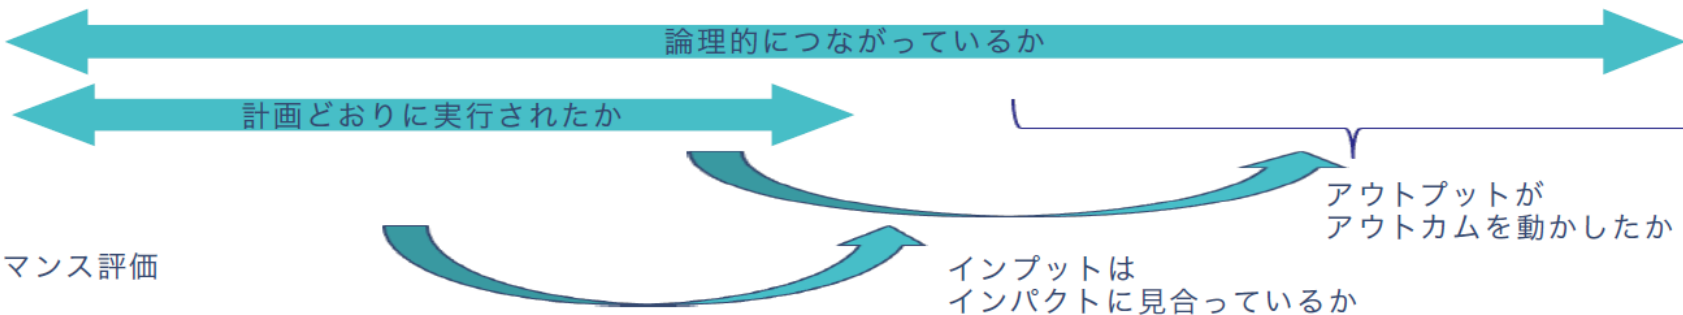 論理的につながっているか
計画どおりに実行されたか
アウトプットが
アウトカムを動かしたか
マンス評価
インプットは
インパクトに見合っているか